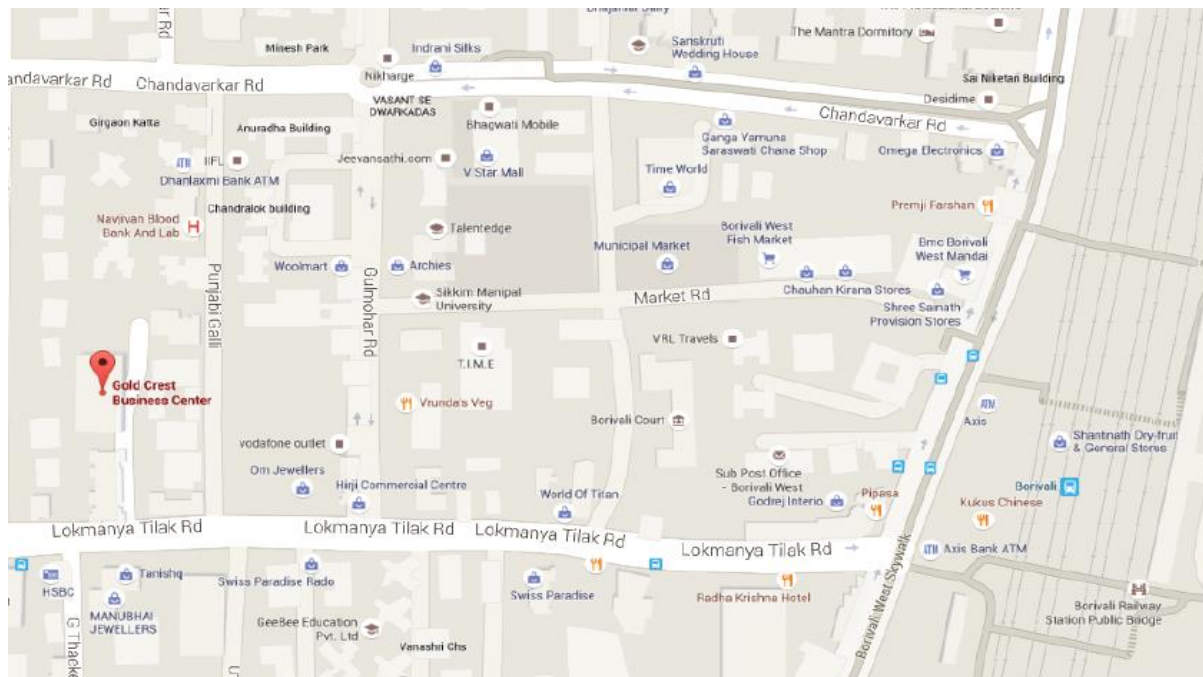 Bhajanlal Dairy
The Mantra Dormitory
Minesh Park
Indrani Silks
Sanskruti
Wedding House
Nikharge
Sai Niketan Building
andavarkar Rd
Chandavarkar Rd
VASANT SE
DWARKADAS
Desidime
Chandavarkar Rd
Girgaon Katta
Anuradha Building
Bhagwati Mobile
Ganga Yamuna
Saraswati Chana Shop
Omega Electronics
IIFL
Dhanlaxmi Bank ATM
Jeevansathi.com
V Star Mall
Time World
Chandralok building
Premji Farshan
Navjivan Blood
Bank And Lab
Talentedge
Borivali West
Fish Market
Municipal Market
Bmc Borivali
West Mandai
Woolmart
Archies
Punjabi Galli
Gulmohar Rd
Sikkim Manipal
University
Market Rd
Chauhan Kirana Stores
Shree Sainath
Provision Stores
VRL Travels
T.I.M.E
Gold Crest
Business Center
Vrunda's Veg
Borivali Court
Axis
Shantinath Dry-fruit
& General Stores
vodafone outlet
Om Jewellers
Hirji Commercial Centre
World Of Titan
Sub Post Office
- Borivali West
Godrej Interio
Pipasa
Borivali
Kukus Chinese
Lokmanya Tilak Rd
Lokmanya Tilak Rd
Lokmanya Tilak Rd
Lokmanya Tilak Rd
Axis Bank ATM
Borivali West Skywalk
HSBC
Tanishq
MANUBHAI
JEWELLERS
Swiss Paradise Rado
Swiss Paradise
Radha Krishna Hotel
Borivali Railway
Station Public Bridge
GeeBee Education
Pvt. Ltd
Vanashri Chs
G Thacke